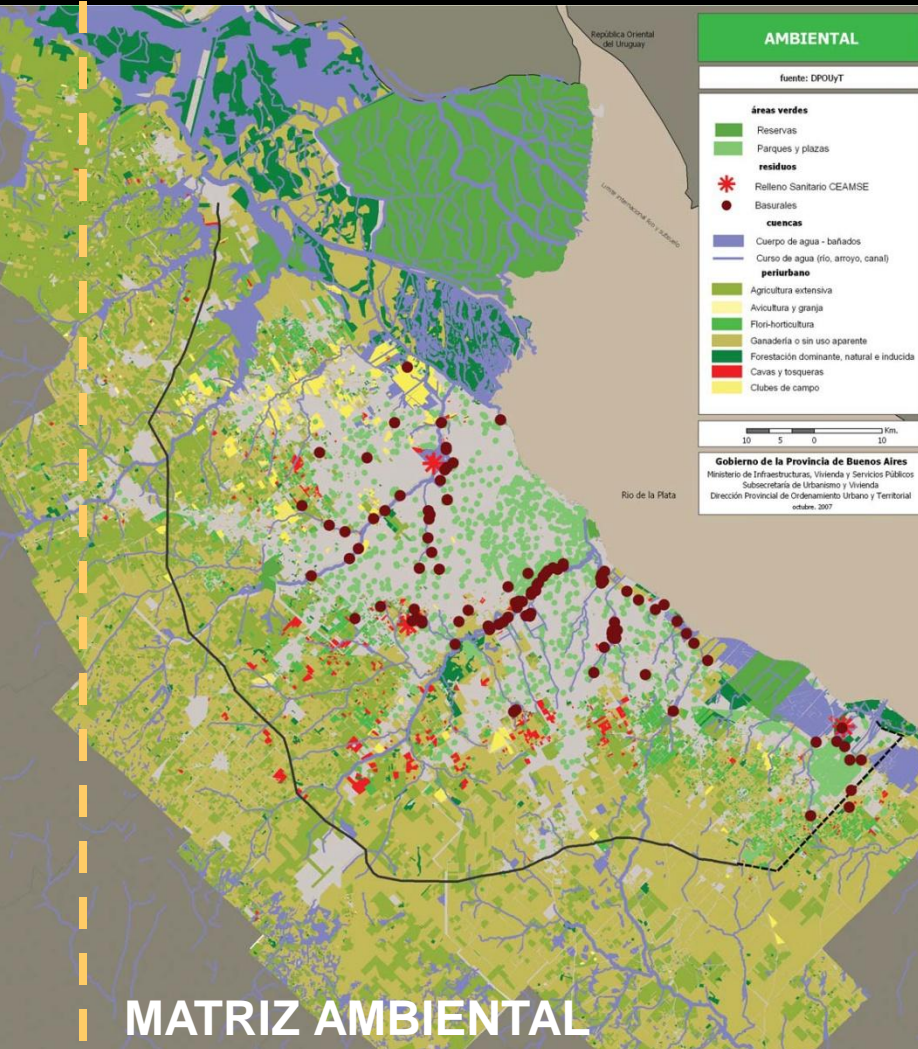 República Oriental
del Uruguay
Límite internacional lecho y subsuelo
Río de la Plata
AMBIENTAL
fuente: DPOUyT
áreas verdes
Reservas
Parques y plazas
residuos
Relleno Sanitario CEAMSE
Basurales
cuencas
Cuerpo de agua - bañados
Curso de agua (río, arroyo, canal)
periurbano
Agricultura extensiva
Avicultura y granja
Flori-horticultura
Ganadería o sin uso aparente
Forestación dominante, natural e inducida
Cavas y tosqueras
Clubes de campo
Km.
10 5 0 10
Gobierno de la Provincia de Buenos Aires
Ministerio de Infraestructuras, Vivienda y Servicios Públicos
Subsecretaría de Urbanismo y Vivienda
Dirección Provincial de Ordenamiento Urbano y Territorial
octubre. 2007
MATRIZ AMBIENTAL